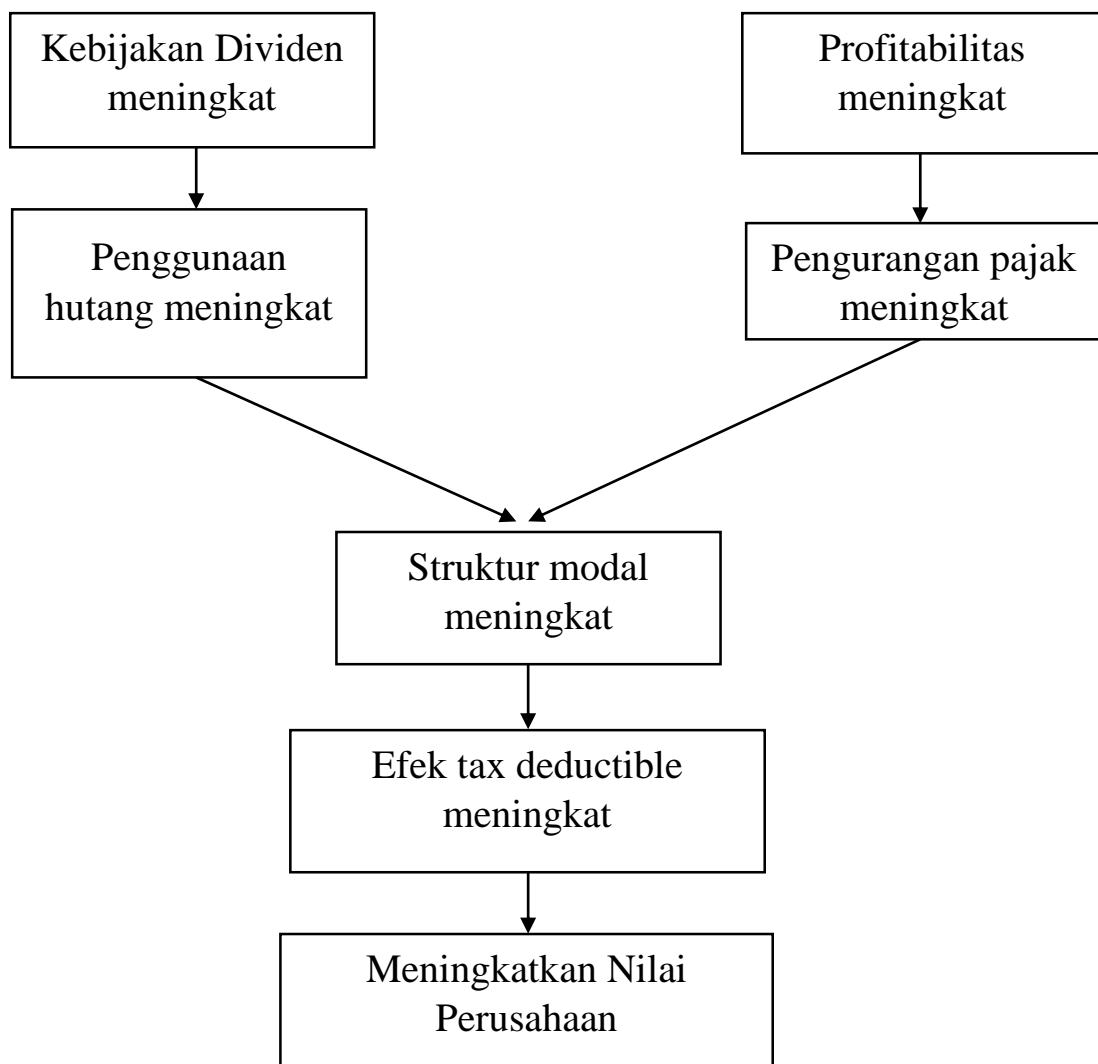 Kebijakan Dividen
meningkat
Profitabilitas
meningkat
Penggunaan
hutang meningkat
Pengurangan pajak
meningkat
Struktur modal
meningkat
Efek tax deductible
meningkat
Meningkatkan Nilai
Perusahaan